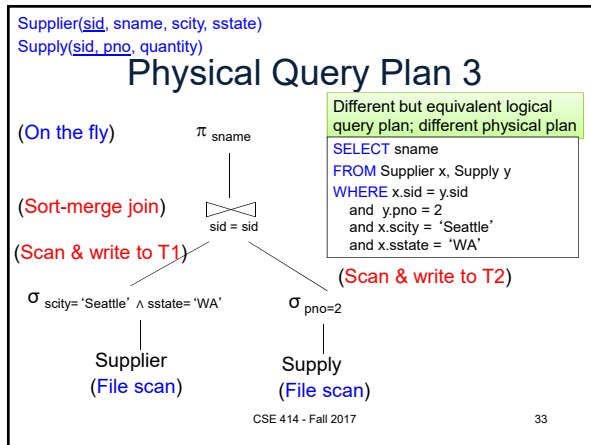 Supplier(sid, sname, scity, sstate)
Supply(sid, pno, quantity)
Physical Query Plan 3
Different but equivalent logical
query plan; different physical plan
(On the fly)
π sname
SELECT sname
FROM Supplier x, Supply y
WHERE x.sid = y.sid
and y.pno = 2
and x.scity = ‘Seattle’
and x.sstate = ‘WA’
(Sort-merge join)
sid = sid
(Scan & write to T1)
(Scan & write to T2)
σ scity= ‘Seattle’ ∧ sstate= ‘WA’
σ pno=2
Supplier
Supply
(File scan)
(File scan)
CSE 414 - Fall 2017
33